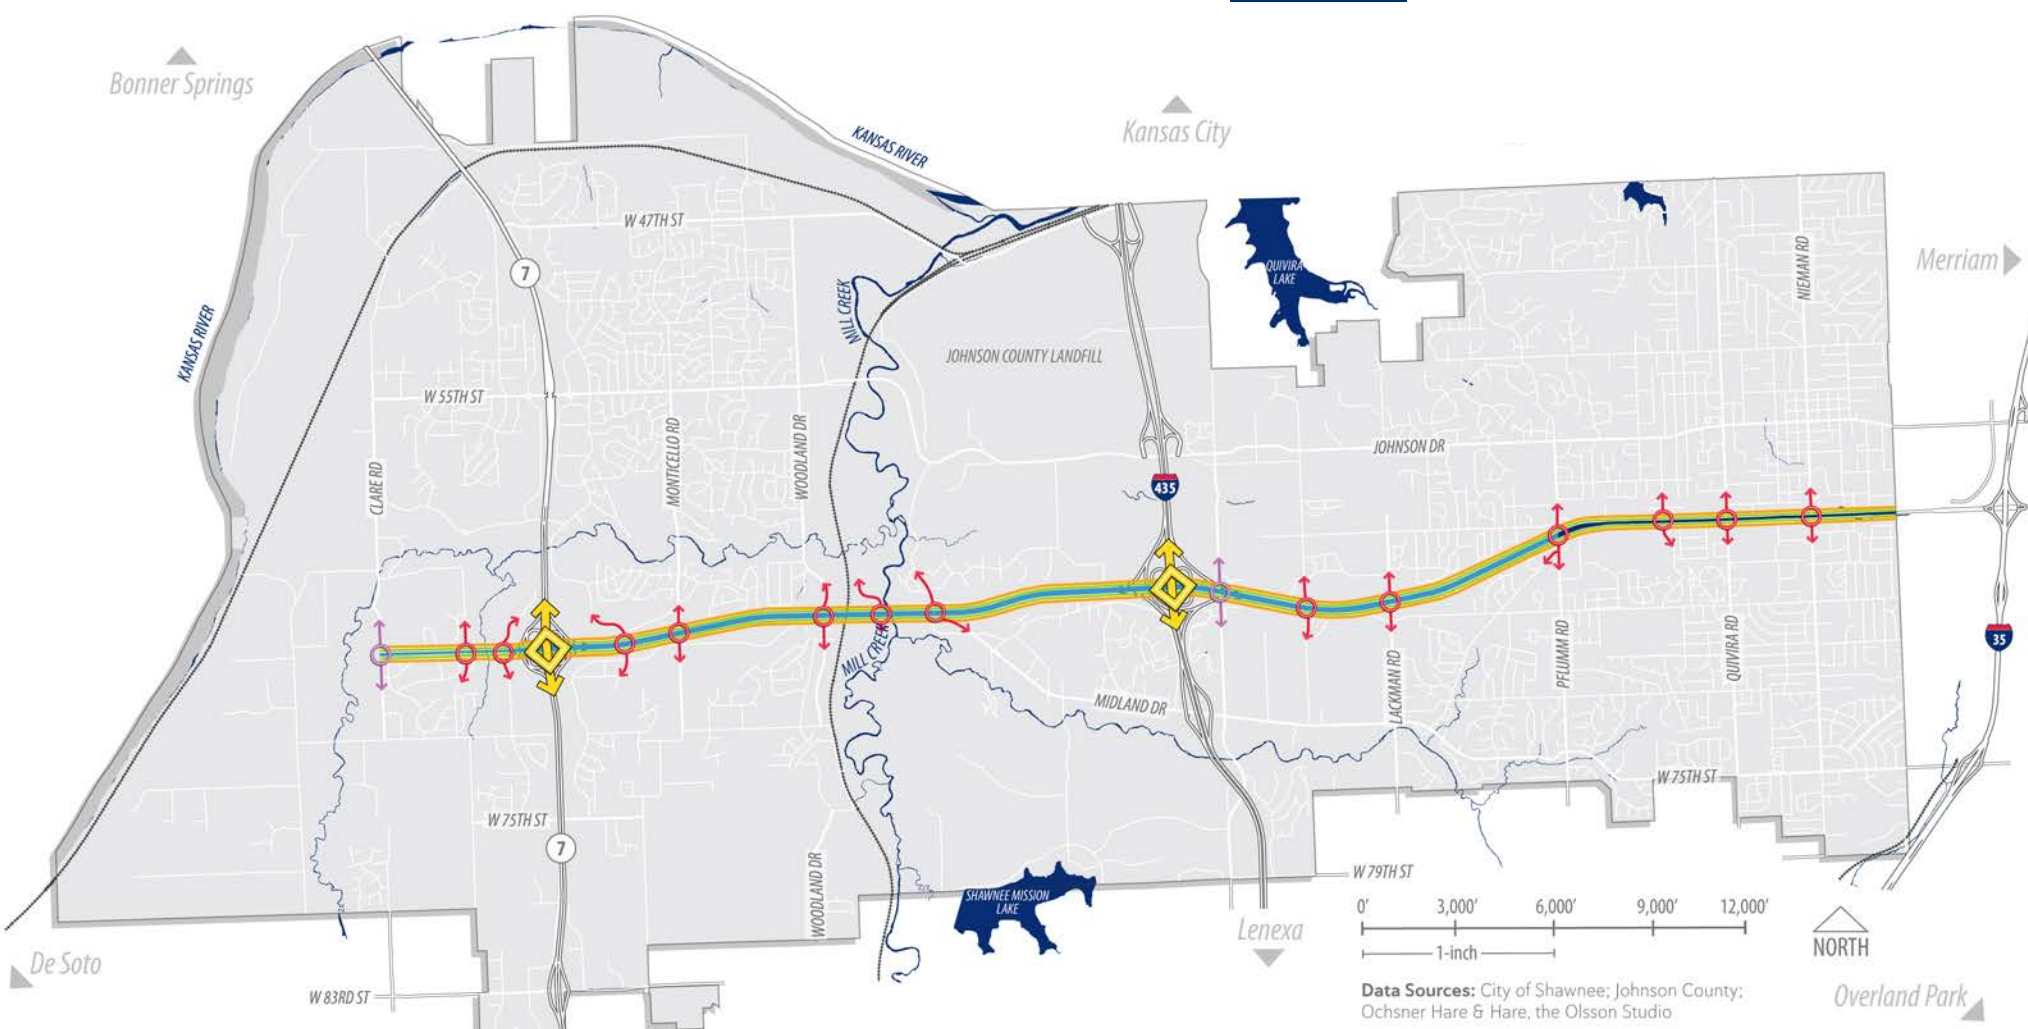 Bonner Springs
Kansas City
KANSAS RIVER
W 47TH ST
7
NIEMAN RD
Merriam
QUIVIRA
LAKE
MILL CREEK
KANSAS RIVER
JOHNSON COUNTY LANDFILL
W 55TH ST
CLARE RD
MONTICELLO RD
WOODLAND DR
JOHNSON DR
435
35
MILL CREEK
MIDLAND DR
LACKMAN RD
PFLUMM RD
QUIVIRA RD
W 75TH ST
W 75TH ST
7
WOODLAND DR
SHAWNEE MISSION
LAKE
W 79TH ST
0' 3,000' 6,000' 9,000' 12,000'
1-inch
NORTH
Lenexa
De Soto
W 83RD ST
Data Sources: City of Shawnee; Johnson County;
Ochsner Hare & Hare, the Olsson Studio
Overland Park